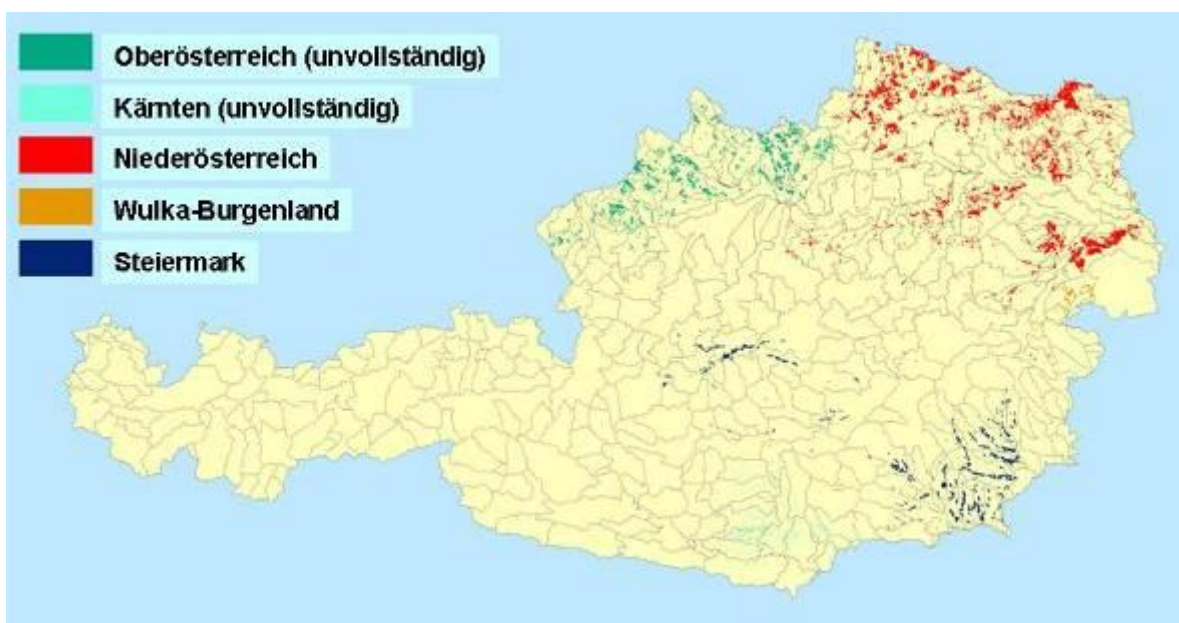 Oberösterreich (unvollständig)
Kärnten (unvollständig)
Niederösterreich
Wulka-Burgenland
Steiermark